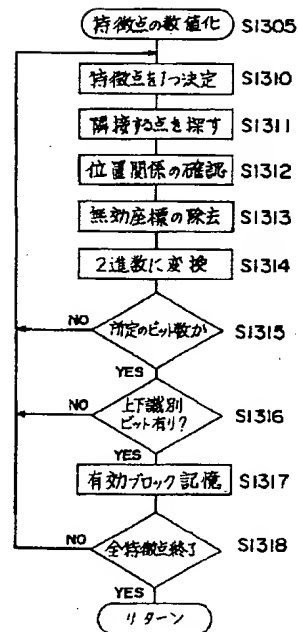 特徴点の数値化 S1305
特徴点を1つ決定 S1310
隣接する点を探す S1311
位置関係の確認 S1312
無効座標の除去 S1313
2進数に変換 S1314
NO 所定のビット数か S1315
YES
NO 上下識別 S1316
ビット有り?
YES
有効ブロック記憶 S1317
NO 全特徴点終了 S1318
YES
リターン